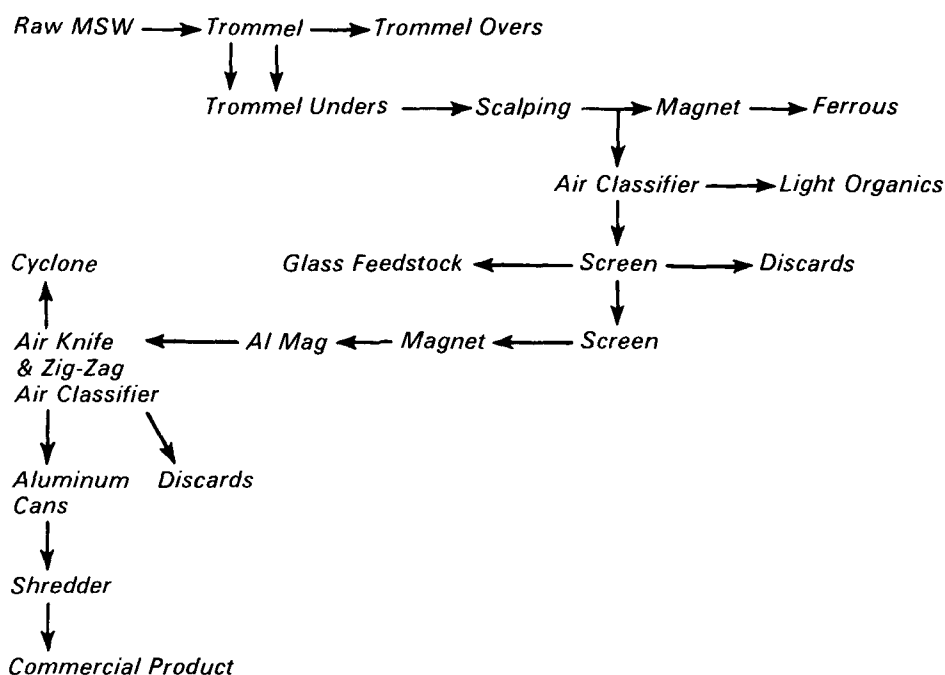 Raw MSW Trommel Trommel Overs
Trommel Unders Scalping Magnet Ferrous
Air Classifier Light Organics
Cyclone Glass Feedstock Screen Discards
Air Knife Al Mag Magnet Screen
& Zig-Zag
Air Classifier
Aluminum Discards
Cans
Shredder
Commercial Product